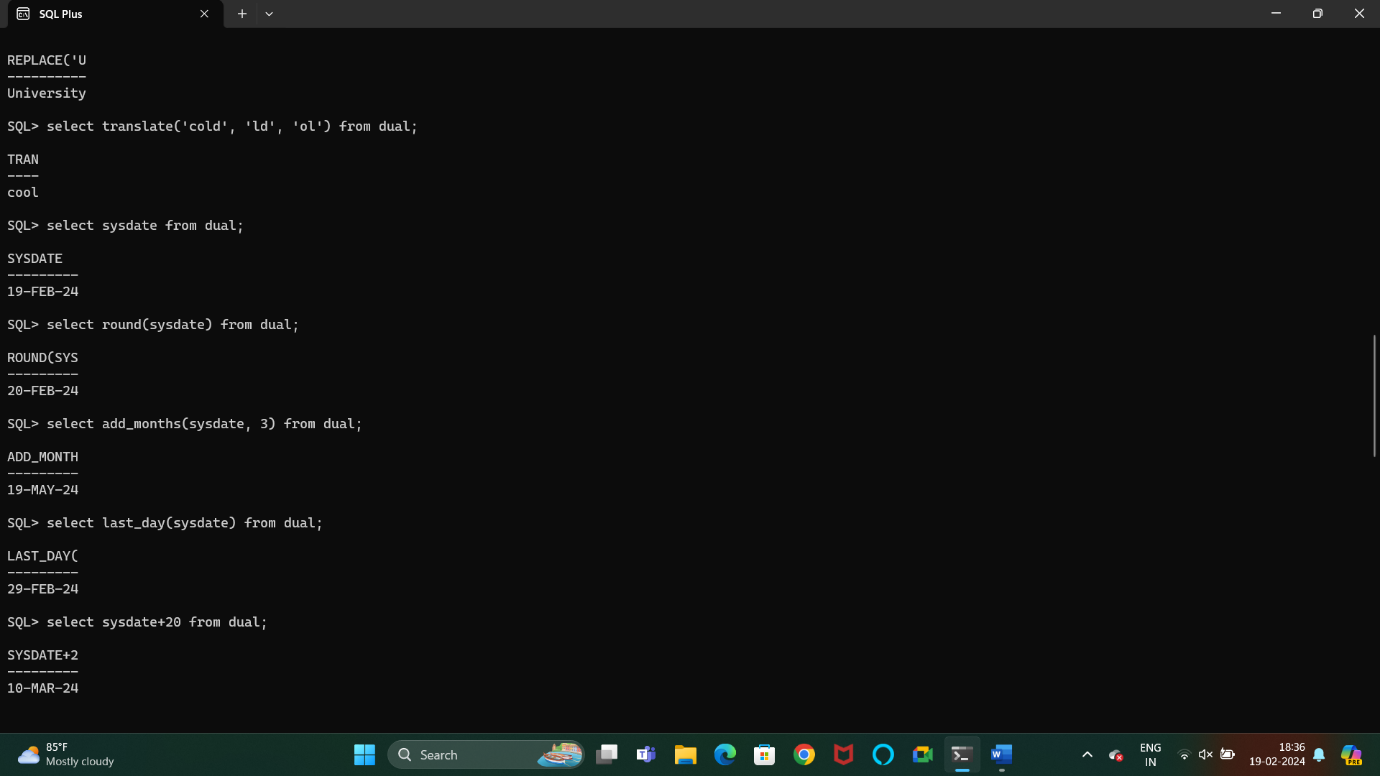 SQL Plus
REPLACE('U
----------
University
SQL> select translate('cold', 'ld', 'ol') from dual;
TRAN
----
cool
SQL> select sysdate from dual;
SYSDATE
---------
19-FEB-24
SQL> select round(sysdate) from dual;
ROUND(SYS
---------
20-FEB-24
SQL> select add_months(sysdate, 3) from dual;
ADD_MONTH
---------
19-MAY-24
SQL> select last_day(sysdate) from dual;
LAST_DAY(
---------
29-FEB-24
SQL> select sysdate+20 from dual;
SYSDATE+2
---------
10-MAR-24
85°F
Mostly cloudy
Search
ENG
IN
18:36
19-02-2024
PRE